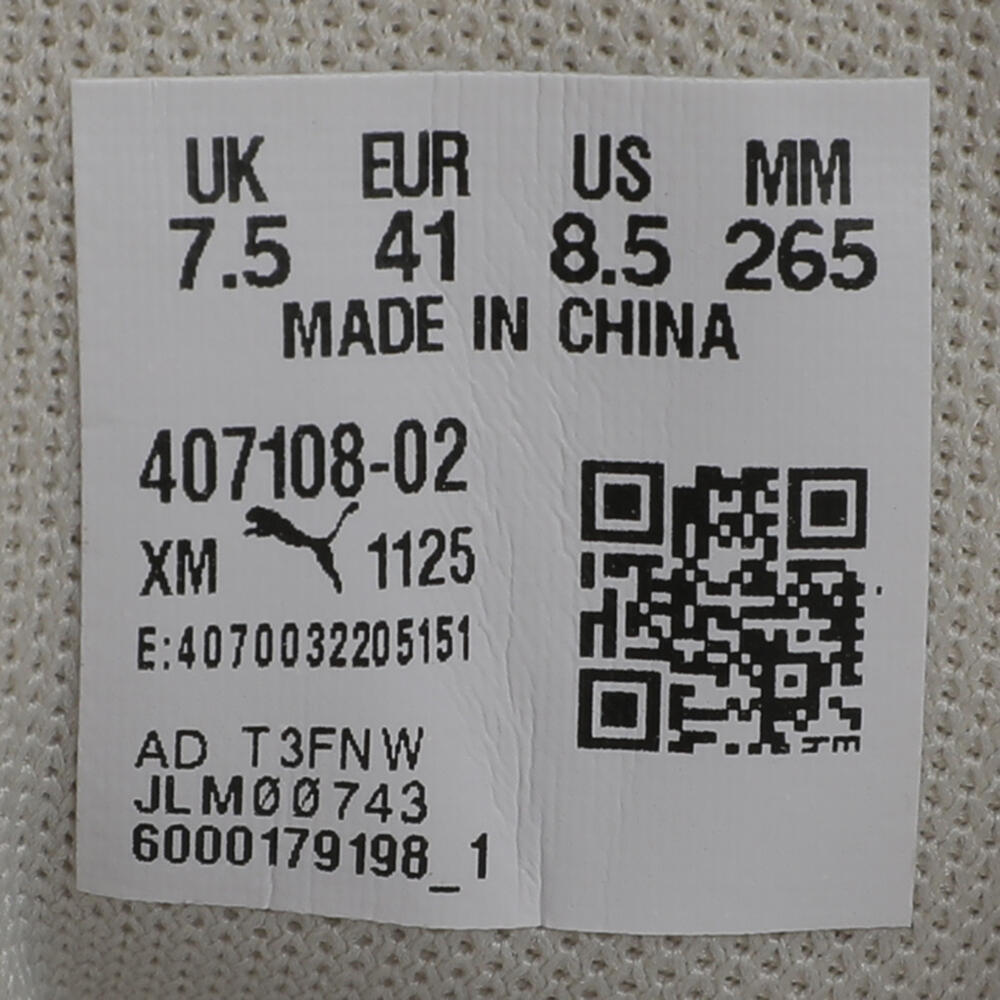 UK EUR US MM
7.5 41 8.5 265
MADE IN CHINA
407108-02
XM 1125
E:4070032205151
AD T3FNW
JLM00743
6000179198_1